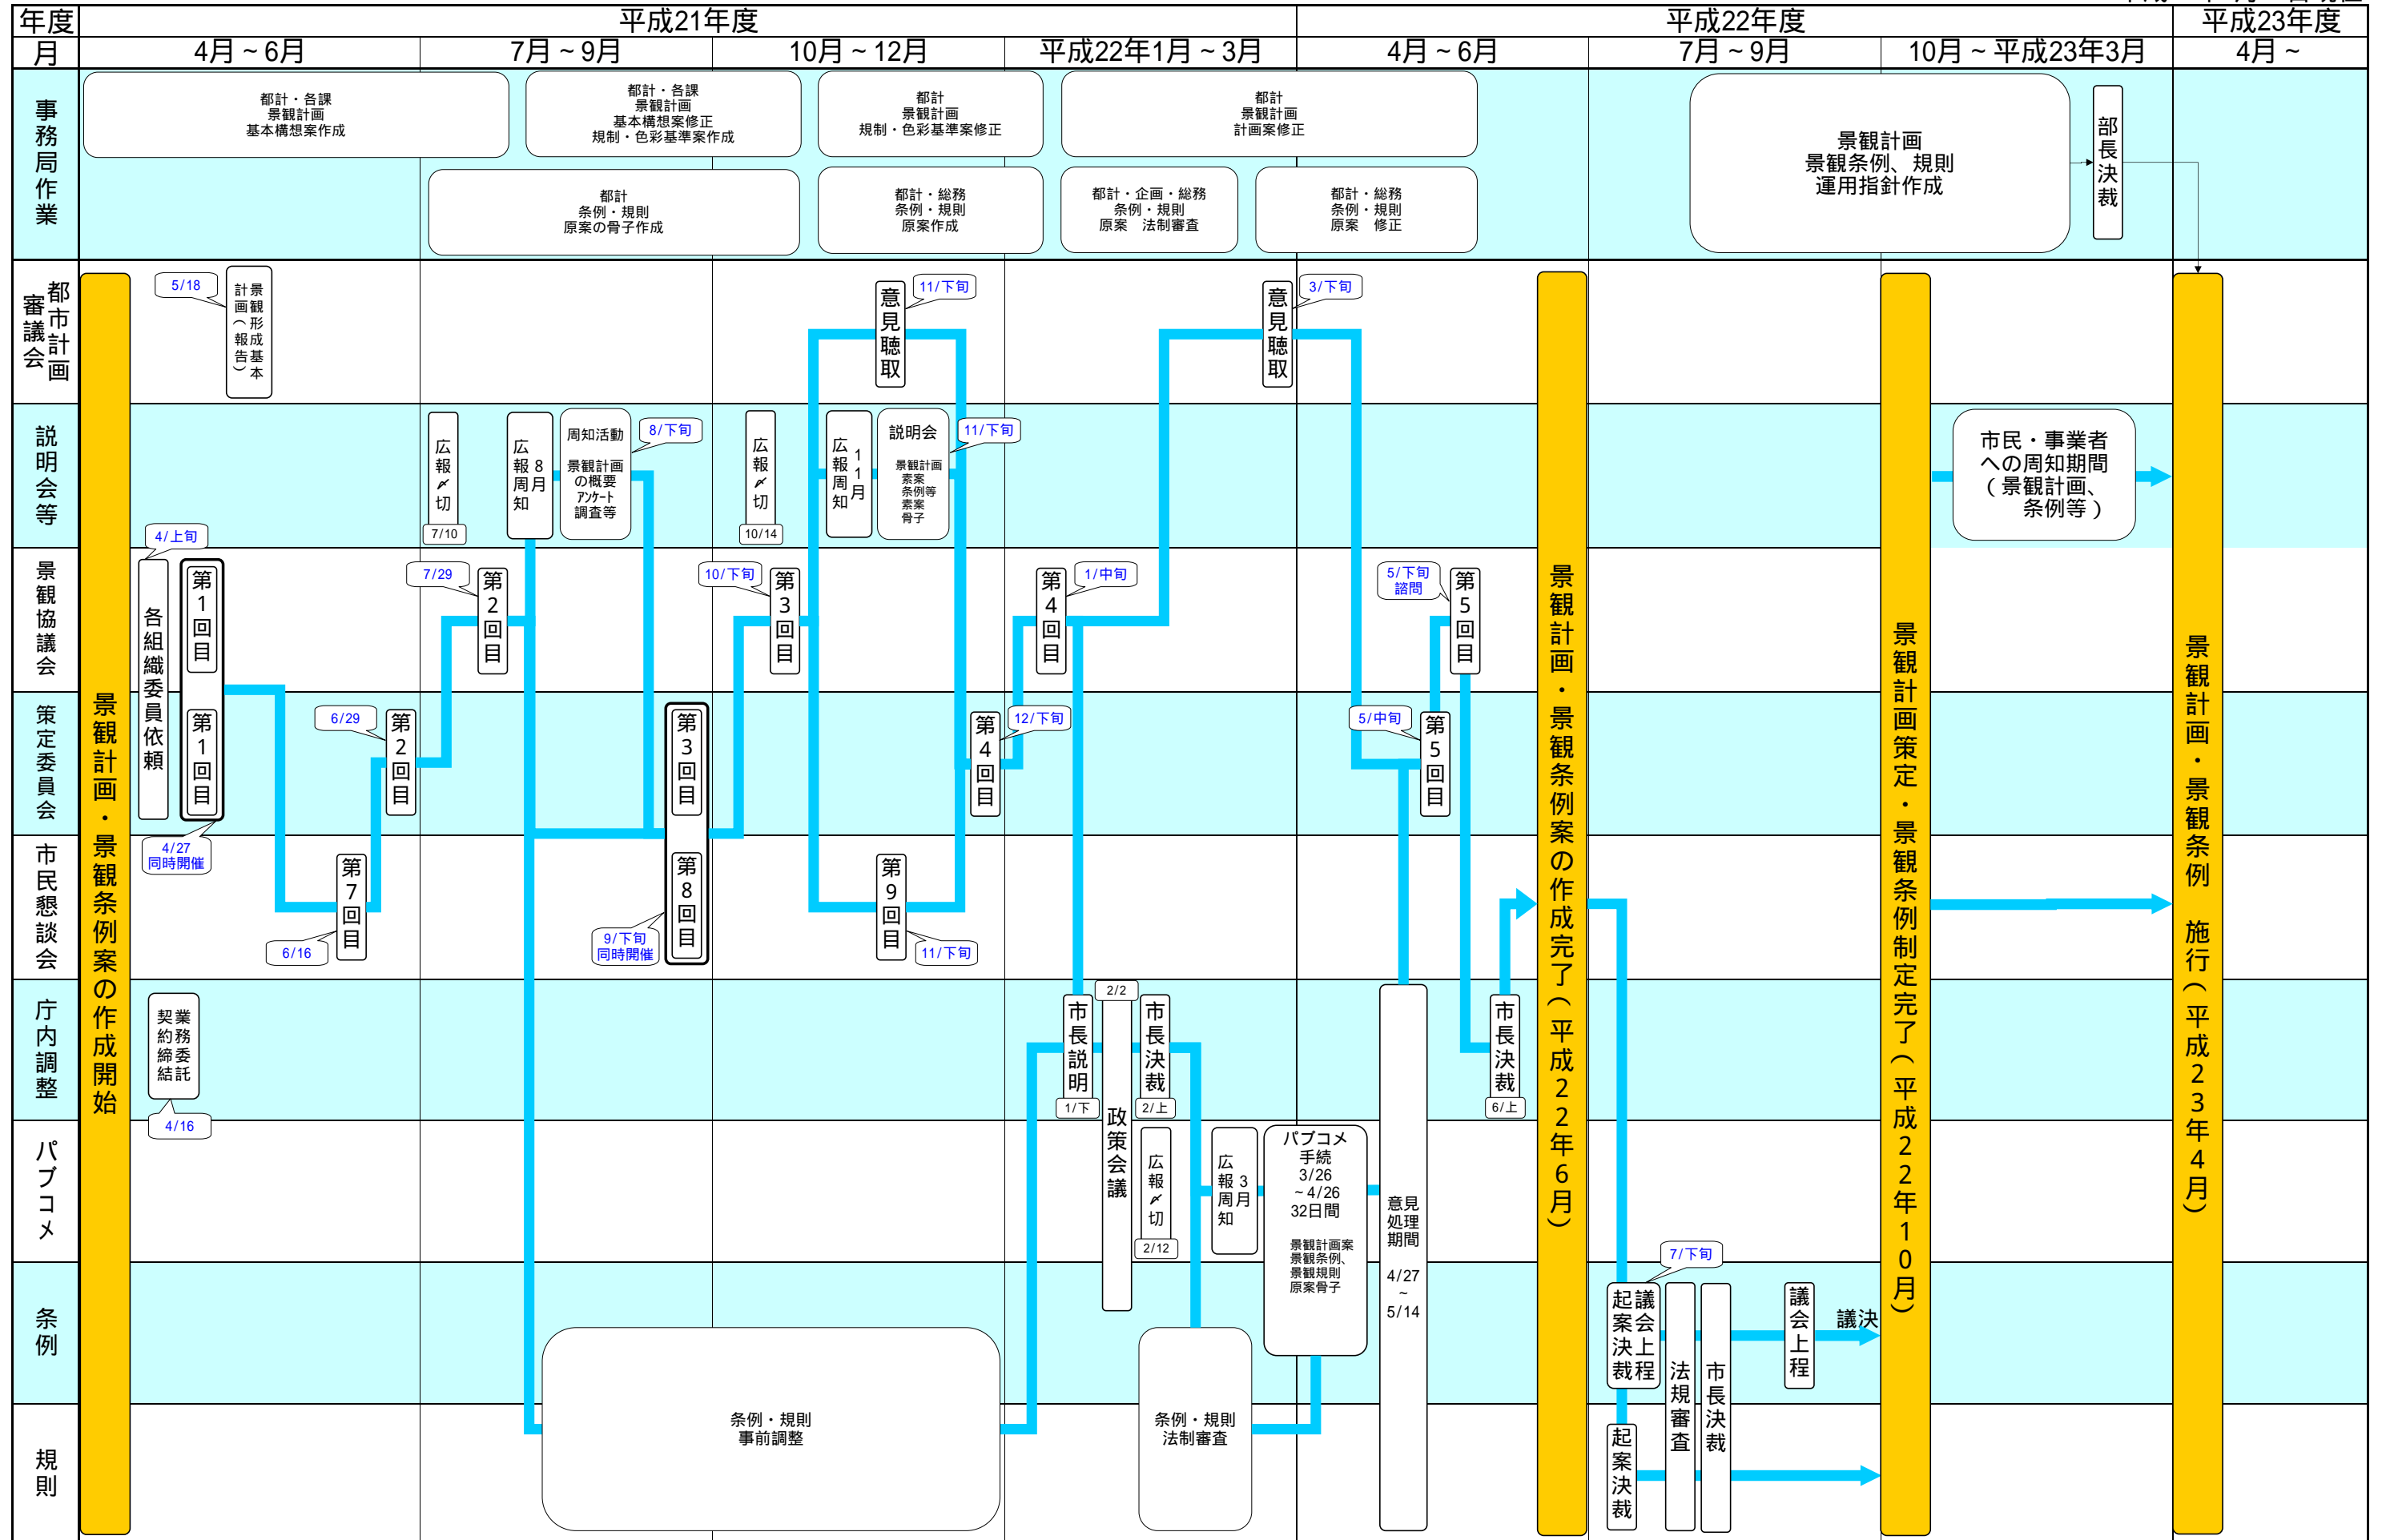 年度
平成21年度
平成22年度
平成23年度
月
4月～6月
7月～9月
10月～12月
平成22年1月～3月
4月～6月
7月～9月
10月～平成23年3月
4月～
事務局作業
都計・各課
景観計画
基本構想案作成
都計・各課
景観計画
基本構想案修正
規制・色彩基準案作成
都計
景観計画
規制・色彩基準案修正
都計
景観計画
計画案修正
都計
条例・規則
原案の骨子作成
都計・総務
条例・規則
原案作成
都計・企画・総務
条例・規則
原案　法制審査
都計・総務
条例・規則
原案　修正
景観計画
景観条例、規則
運用指針作成
部長決裁
都市計画
審議会
5/18
景観形成基本
計画（報告）
意見聴取
11/下旬
意見聴取
3/下旬
説明会等
広報〆切
7/10
広報周知
8月
周知活動
景観計画
の概要
アンケート
調査等
8/下旬
広報〆切
10/14
広報周知
11月
説明会
景観計画
素案
条例等
素案
骨子
11/下旬
市民・事業者
への周知期間
（景観計画、
条例等）
景観協議会
4/上旬
各組織委員依頼
第1回目
7/29
第2回目
10/下旬
第3回目
第4回目
1/中旬
5/下旬
諮問
第5回目
策定委員会
第1回目
4/27
同時開催
6/29
第2回目
第3回目
第4回目
12/下旬
5/中旬
第5回目
市民懇談会
第7回目
6/16
第8回目
9/下旬
同時開催
第9回目
11/下旬
庁内調整
業務委託
契約締結
4/16
市長説明
1/下
2/2
政策会議
市長決裁
2/上
市長決裁
6/上
パブコメ
広報〆切
2/12
広報周知
3月
パブコメ
手続
3/26
～4/26
32日間
景観計画案
景観条例、
景観規則
原案骨子
意見
処理
期間
4/27
～
5/14
条例
7/下旬
議会上程
起案決裁
法規審査
市長決裁
議会上程
議決
規則
条例・規則
事前調整
条例・規則
法制審査
起案決裁
景観計画・景観条例案の作成開始
景観計画・景観条例案の作成完了（平成22年6月）
景観計画策定・景観条例制定完了（平成22年10月）
景観計画・景観条例　施行（平成23年4月）